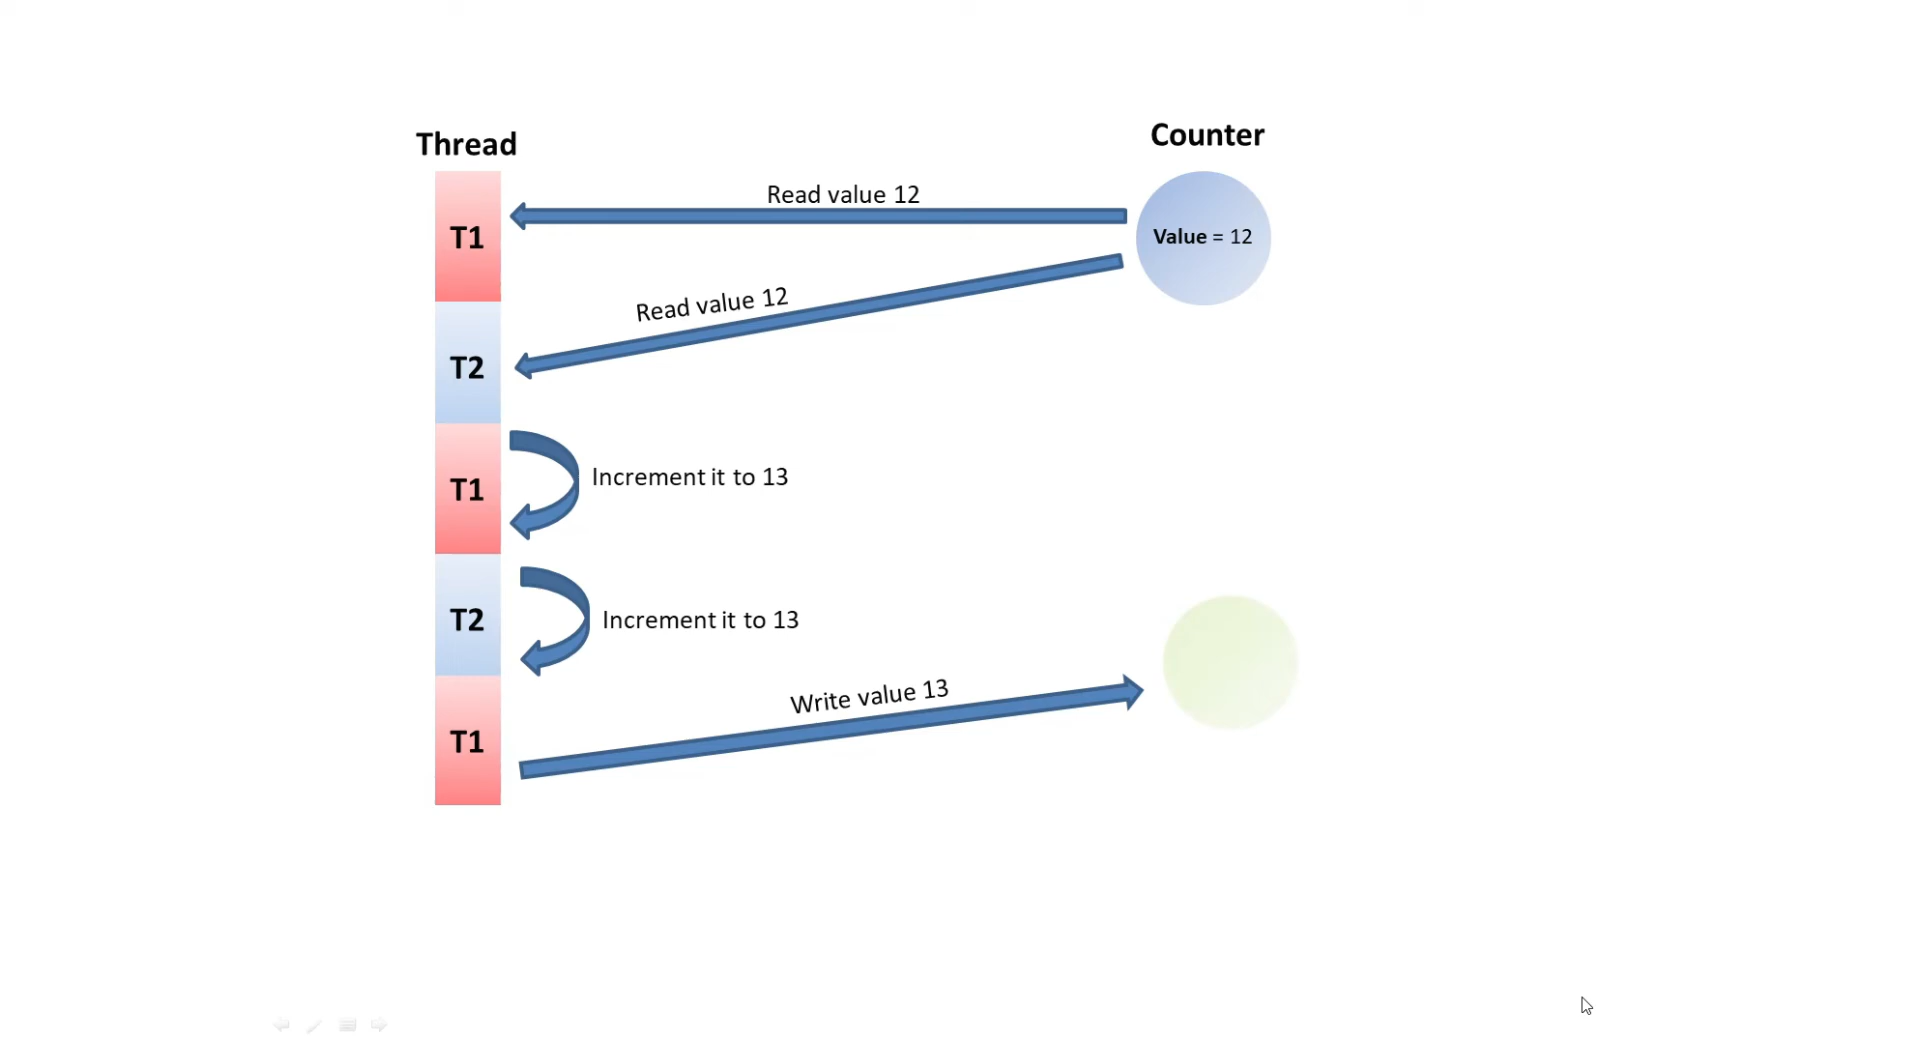 Thread
Counter
Read value 12
T1
Value = 12
Read value 12
T2
T1
Increment it to 13
T2
Increment it to 13
Write value 13
T1